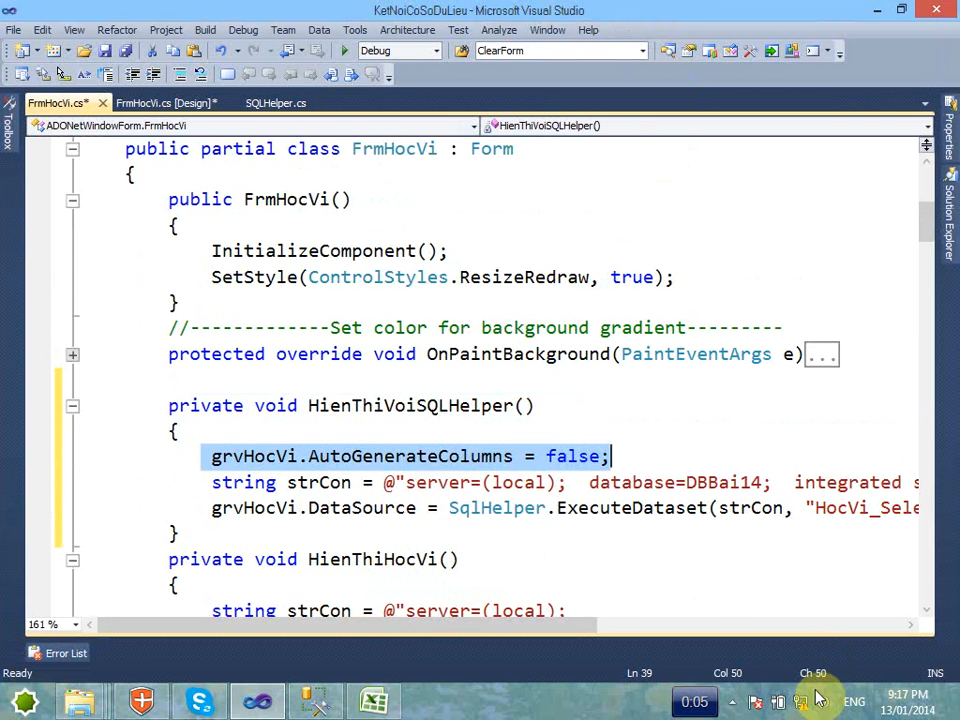 KetNoiCoSoDuLieu - Microsoft Visual Studio
File Edit View Refactor Project Build Debug Team Data Tools Architecture Test Analyze Window Help
Debug ClearForm
FrmHocVi.cs* FrmHocVi.cs [Design]* SQLHelper.cs
ADONetWindowForm.FrmHocVi HienThiVoiSQLHelper()
public partial class FrmHocVi : Form
{
public FrmHocVi()
{
InitializeComponent();
SetStyle(ControlStyles.ResizeRedraw, true);
}
//-------------Set color for background gradient---------
protected override void OnPaintBackground(PaintEventArgs e)...
private void HienThiVoiSQLHelper()
{
grvHocVi.AutoGenerateColumns = false;
string strCon = @"server=(local);  database=DBBai14;  integrated s
grvHocVi.DataSource = SqlHelper.ExecuteDataset(strCon, "HocVi_Sele
}
private void HienThiHocVi()
{
string strCon = @"server=(local);
161 %
Error List
Ready Ln 39 Col 50 Ch 50 INS
0:05 ENG 9:17 PM
13/01/2014
Toolbox
Properties
Solution Explorer